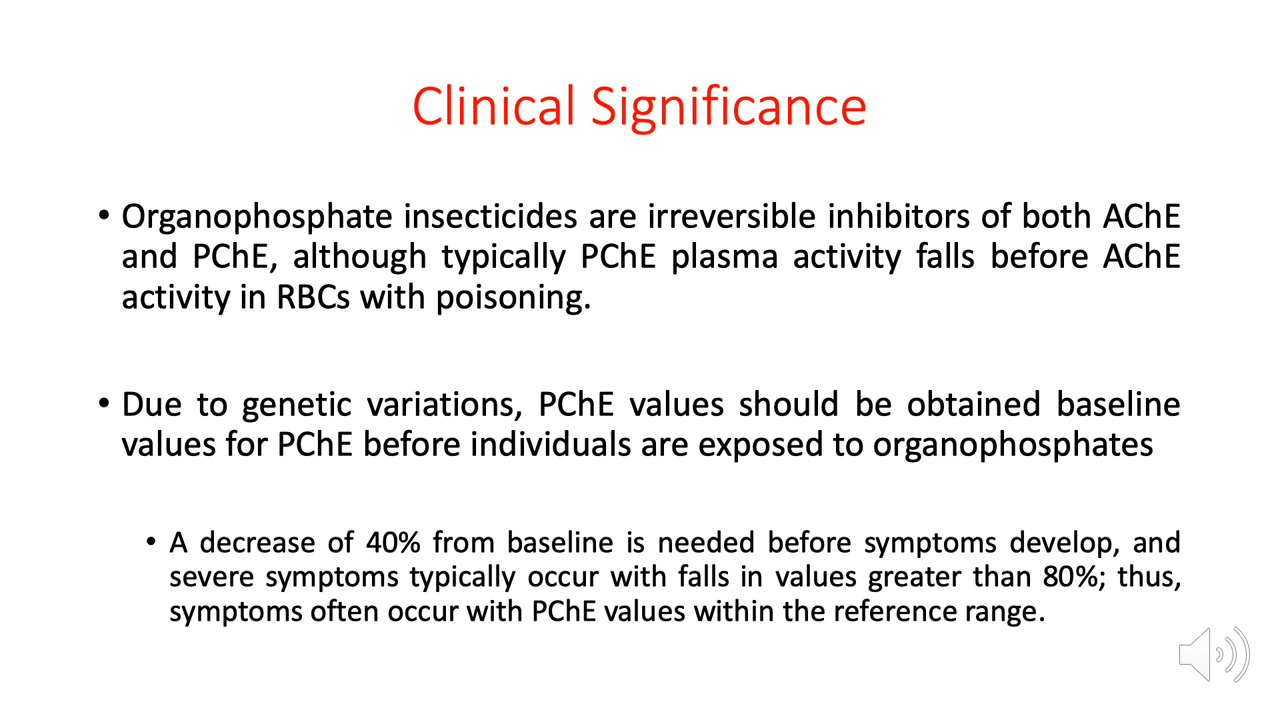 Clinical Significance
• Organophosphate insecticides are irreversible inhibitors of both AChE
and PChE, although typically PChE plasma activity falls before AChE
activity in RBCs with poisoning.
• Due to genetic variations, PChE values should be obtained baseline
values for PChE before individuals are exposed to organophosphates
• A decrease of 40% from baseline is needed before symptoms develop, and
severe symptoms typically occur with falls in values greater than 80%; thus,
symptoms often occur with PChE values within the reference range.